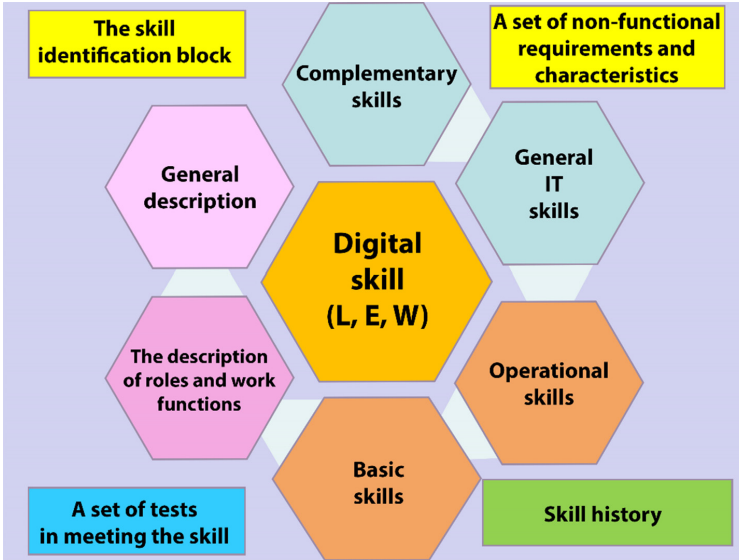 The skill
identification block
Complementary
skills
A set of non-functional
requirements and
characteristics
General
description
General
IT
skills
Digital
skill
(L, E, W)
The description
of roles and work
functions
Operational
skills
Basic
skills
A set of tests
in meeting the skill
Skill history